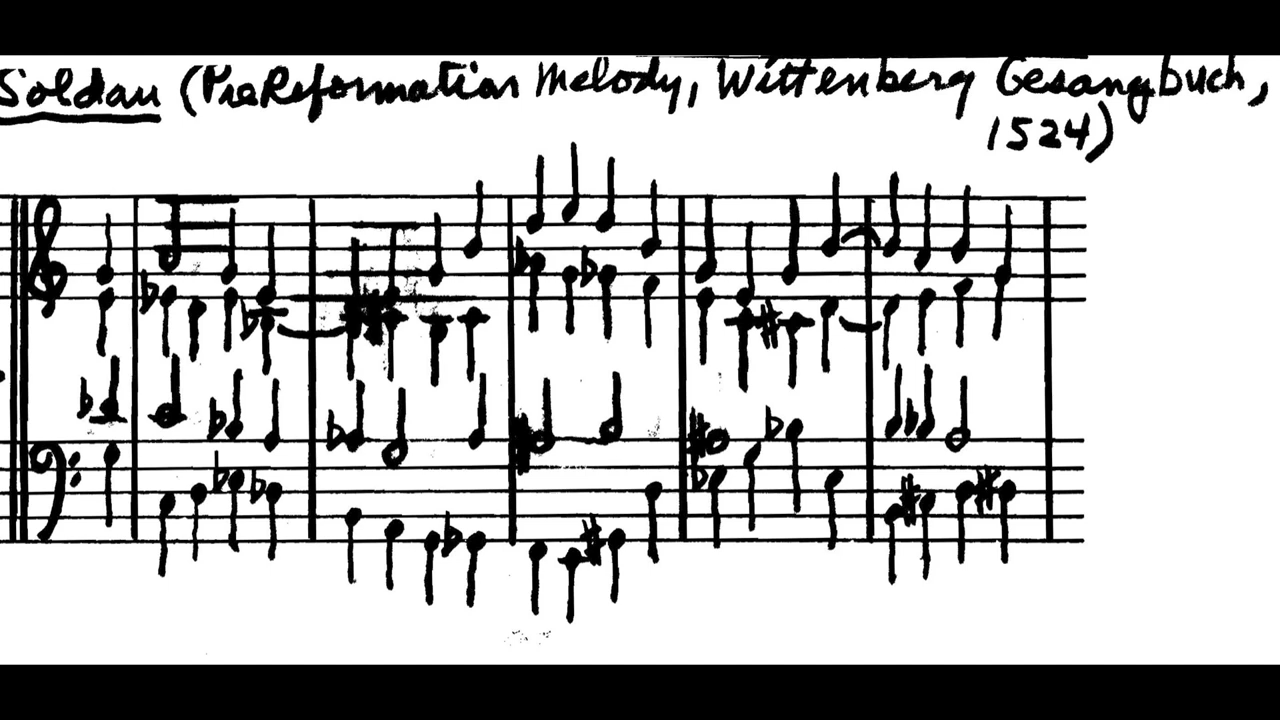 Soldau (PreReformation Melody, Wittenberg Gesangbuch,
1524)